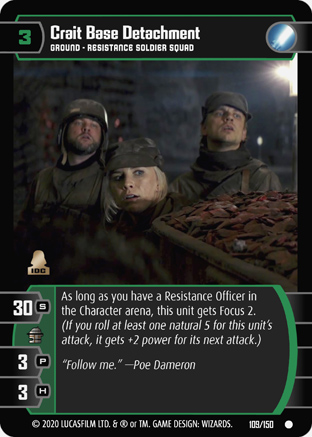 3
Crait Base Detachment
GROUND - RESISTANCE SOLDIER SQUAD
IDC
30 S
3 P
3 H
As long as you have a Resistance Officer in
the Character arena, this unit gets Focus 2.
(If you roll at least one natural 5 for this unit's
attack, it gets +2 power for its next attack.)
"Follow me." —Poe Dameron
© 2020 LUCASFILM LTD. & ® or TM. GAME DESIGN: WIZARDS.
109/150